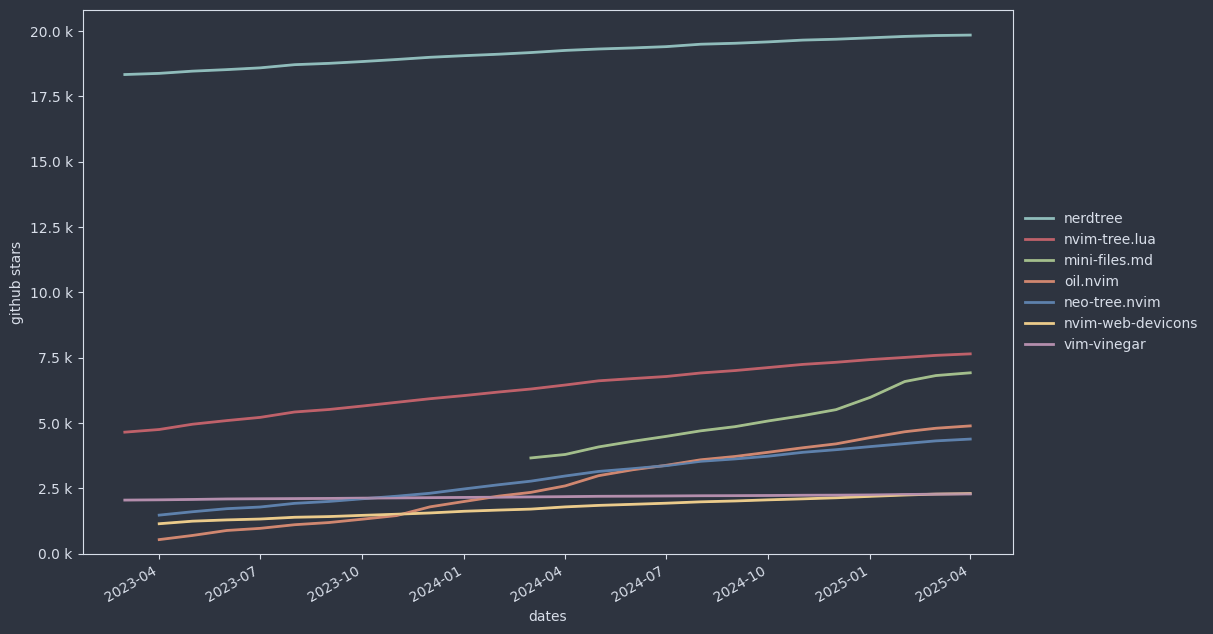 20.0 k
17.5 k
15.0 k
12.5 k
10.0 k
7.5 k
5.0 k
2.5 k
0.0 k
github stars
2023-04
2023-07
2023-10
2024-01
2024-04
2024-07
2024-10
2025-01
2025-04
dates
nerdtree
nvim-tree.lua
mini-files.md
oil.nvim
neo-tree.nvim
nvim-web-devicons
vim-vinegar